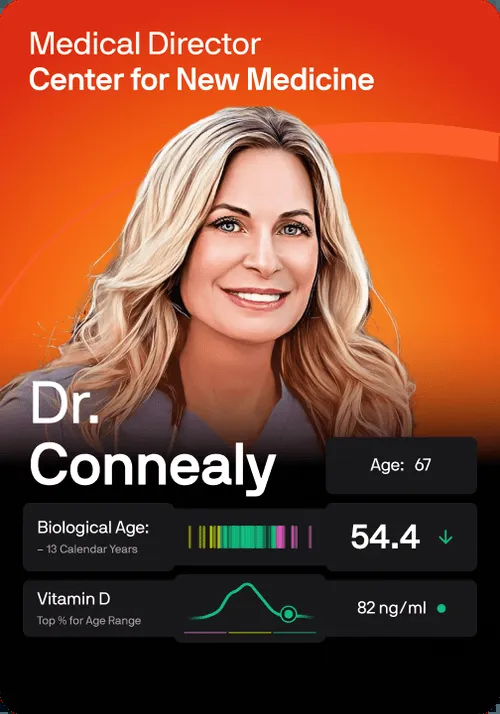 Medical Director
Center for New Medicine
Dr.
Connealy
Age: 67
Biological Age:
– 13 Calendar Years
54.4 ↓
Vitamin D
Top % for Age Range
82 ng/ml